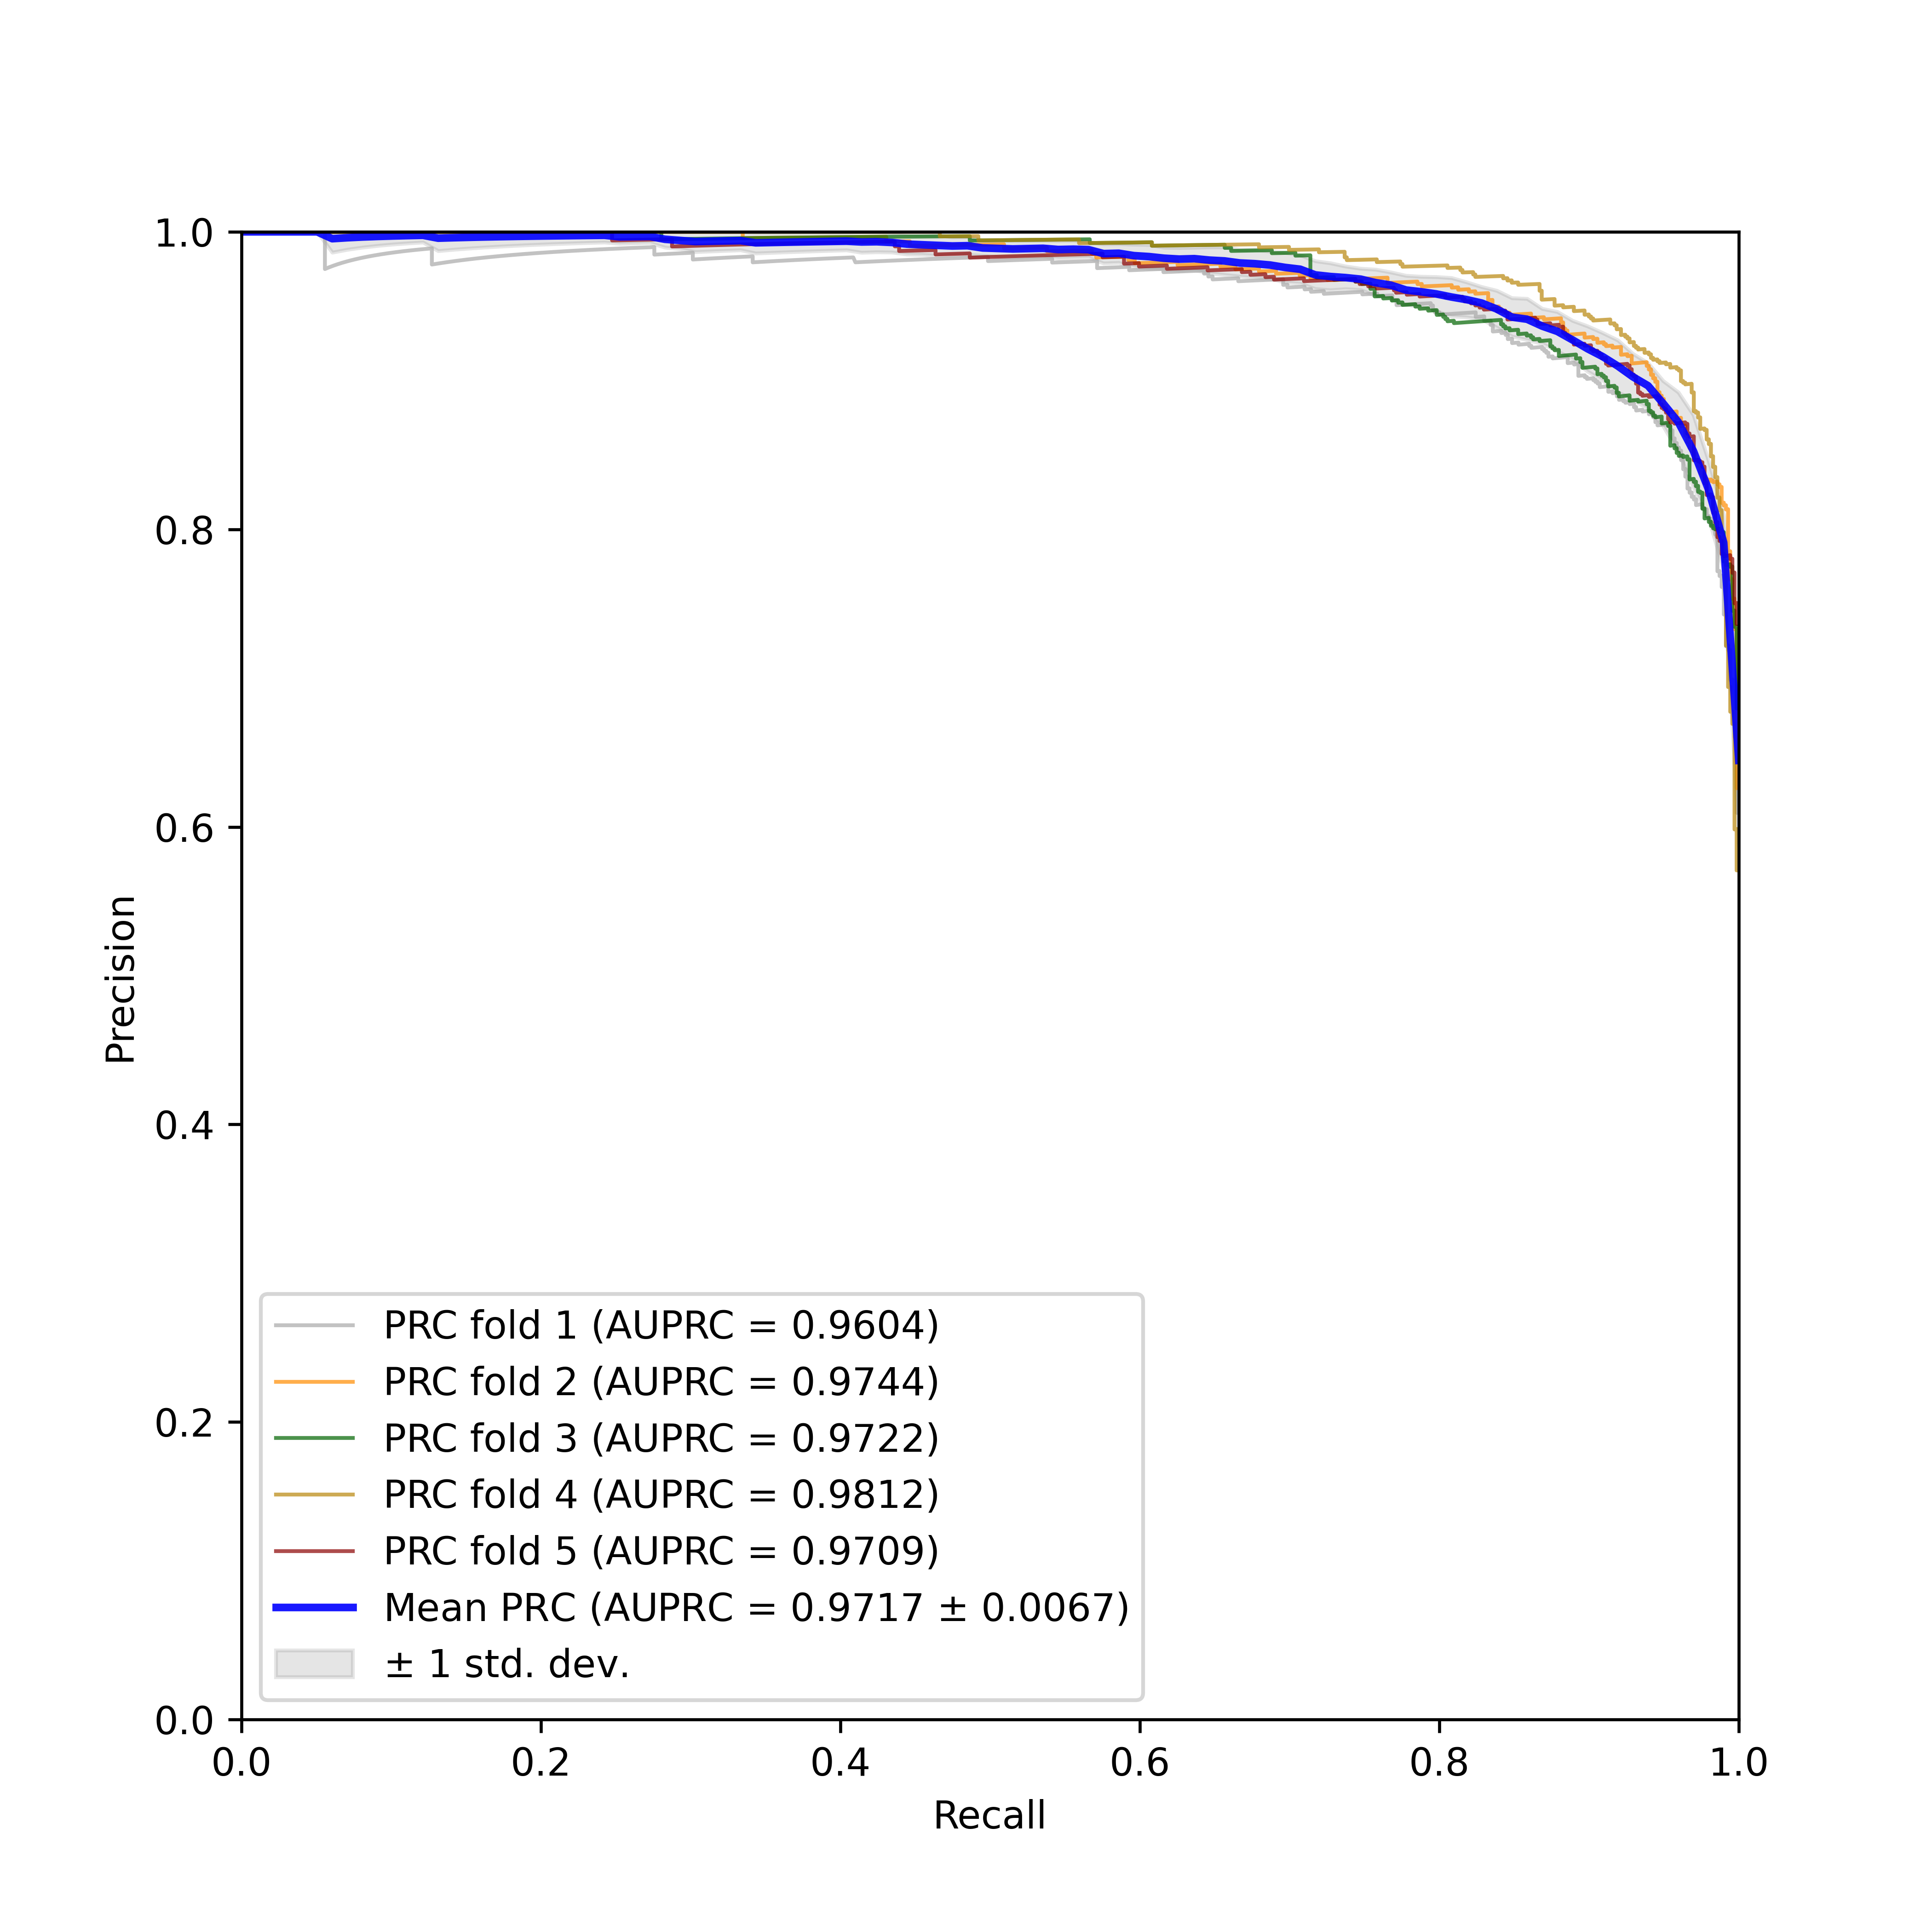 1.0
0.8
0.6
0.4
0.2
0.0
Precision
PRC fold 1 (AUPRC = 0.9604)
PRC fold 2 (AUPRC = 0.9744)
PRC fold 3 (AUPRC = 0.9722)
PRC fold 4 (AUPRC = 0.9812)
PRC fold 5 (AUPRC = 0.9709)
Mean PRC (AUPRC = 0.9717 ± 0.0067)
± 1 std. dev.
0.0 0.2 0.4 0.6 0.8 1.0
Recall